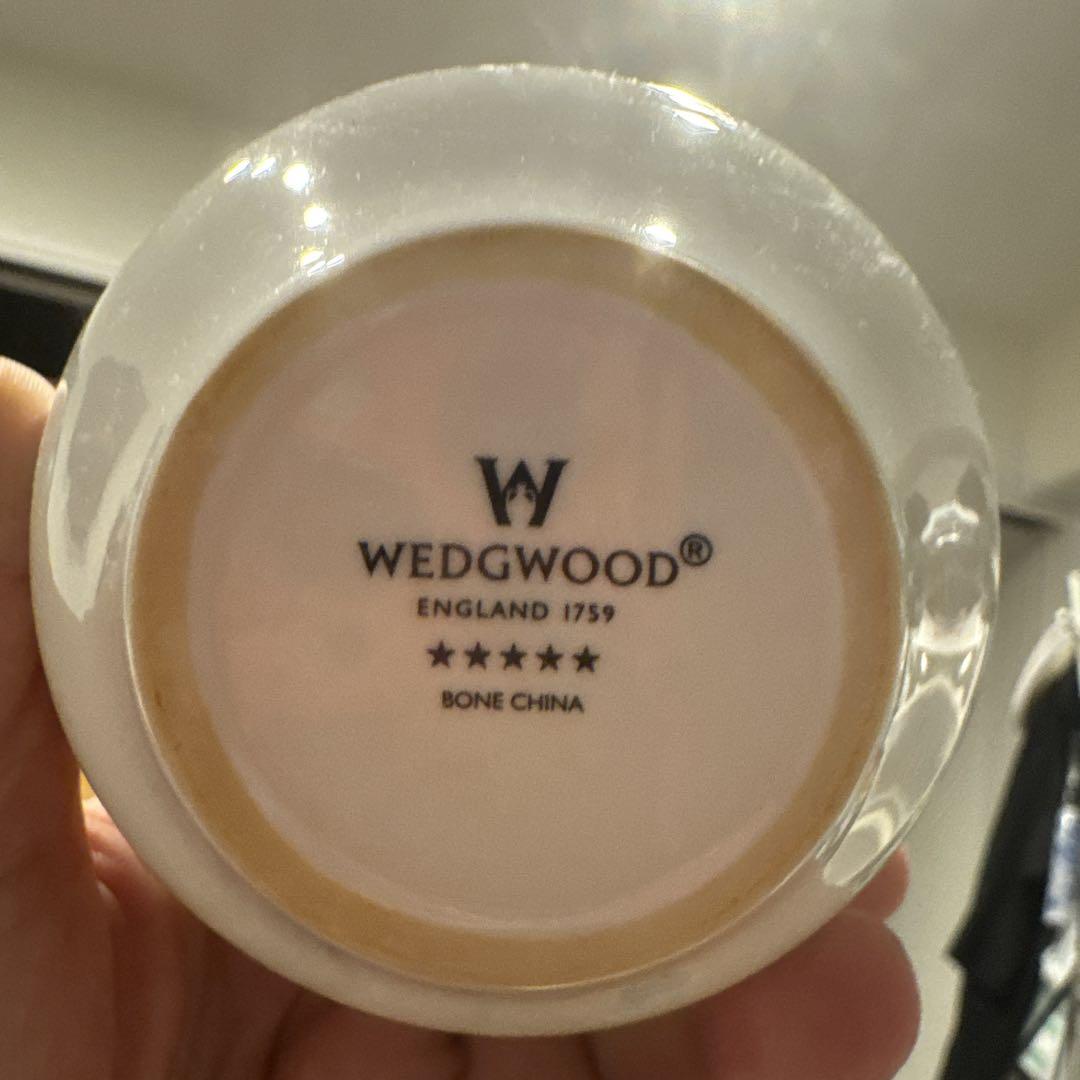 W
WEDGWOOD®
ENGLAND 1759
★★★★★
BONE CHINA